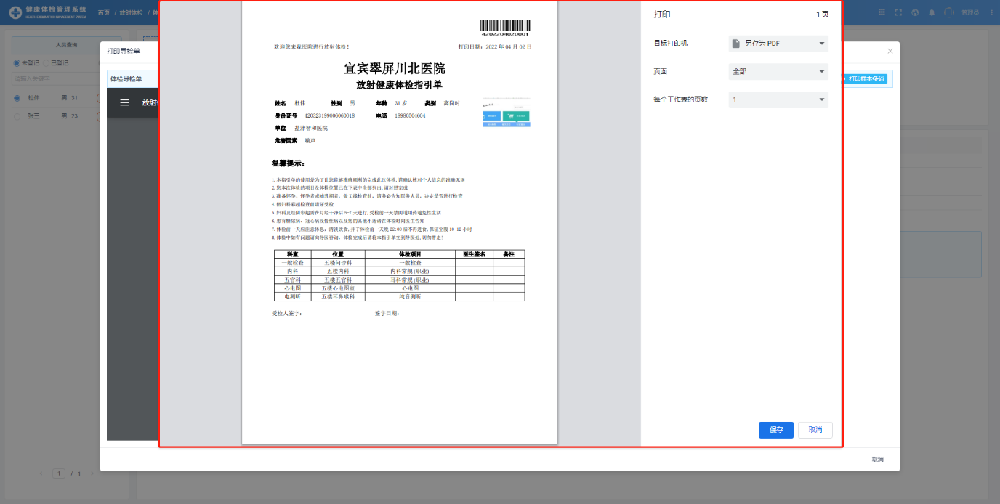 健康体检管理系统
首页 / 放射体检 / 体
管理员
人员查询
未登记 已登记
请输入关键字
杜伟 男 31
张三 男 23
1 / 1
打印导检单
体检导检单
打印样本条码
取消
4202204020001
欢迎您来我医院进行放射体检!
打印日期: 2022 年 04 月 02 日
宜宾翠屏川北医院
放射健康体检指引单
姓名 杜伟 性别 男 年龄 31 岁 类别 离岗时
身份证号 420323199006060018 电话 18980504604
单位 盐津智和医院
危害因素 噪声
温馨提示:
1.本指引单的使用是为了让您能够准确顺利的完成此次体检,请确认核对个人信息的准确无误
2.您本次体检的项目及体检位置已在下表中全部列出,请对照完成
3.准备怀孕、怀孕者或哺乳期者, 做 X 线检查前, 请务必告知医务人员, 决定是否进行检查
4.做妇科彩超检查前请尿受检
5.妇科及经阴彩超需在月经干净后 5-7 天进行,受检前一天禁阴道用药避免性生活
6.患有糖尿病、冠心病及慢性病以及您的其他不适请在体检时向医生告知
7.体检前一天应注意休息, 清淡饮食,并于体检前一天晚 22:00 后不再进食,保证空腹 10-12 小时
8.体检中如有问题请向导医咨询, 体检完成后请将本指引单交到导医处,切勿带走!
科室 位置 体检项目 医生签名 备注
一般检查 五楼问诊科 一般检查
内科 五楼内科 内科常规(职业)
五官科 五楼五官科 耳科常规(职业)
心电图 五楼心电图室 心电图
电测听 五楼耳鼻喉科 纯音测听
受检人签字: 签字日期:
打印 1 页
目标打印机 另存为 PDF
页面 全部
每个工作表的页数 1
保存 取消